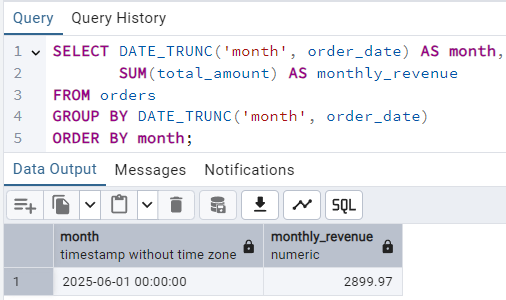 Query Query History
1 SELECT DATE_TRUNC('month', order_date) AS month,
2 SUM(total_amount) AS monthly_revenue
3 FROM orders
4 GROUP BY DATE_TRUNC('month', order_date)
5 ORDER BY month;
Data Output Messages Notifications
SQL
month monthly_revenue
timestamp without time zone numeric
1 2025-06-01 00:00:00 2899.97